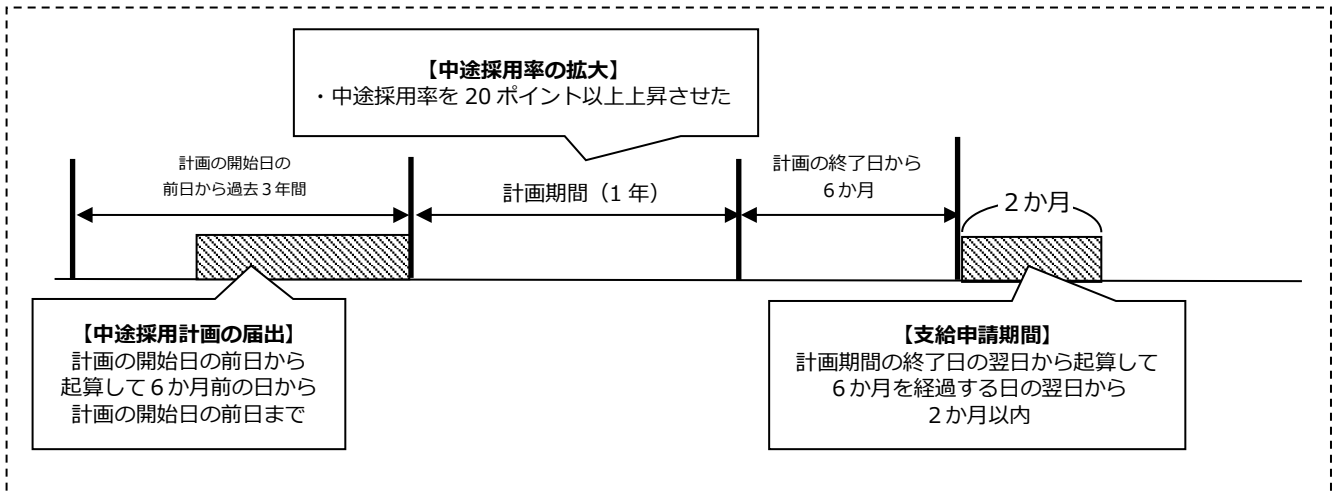 【中途採用率の拡大】
・中途採用率を 20 ポイント以上上昇させた
計画の開始日の
前日から過去３年間
計画期間（1 年）
計画の終了日から
６か月
２か月
【中途採用計画の届出】
計画の開始日の前日から
起算して６か月前の日から
計画の開始日の前日まで
【支給申請期間】
計画期間の終了日の翌日から起算して
６か月を経過する日の翌日から
２か月以内